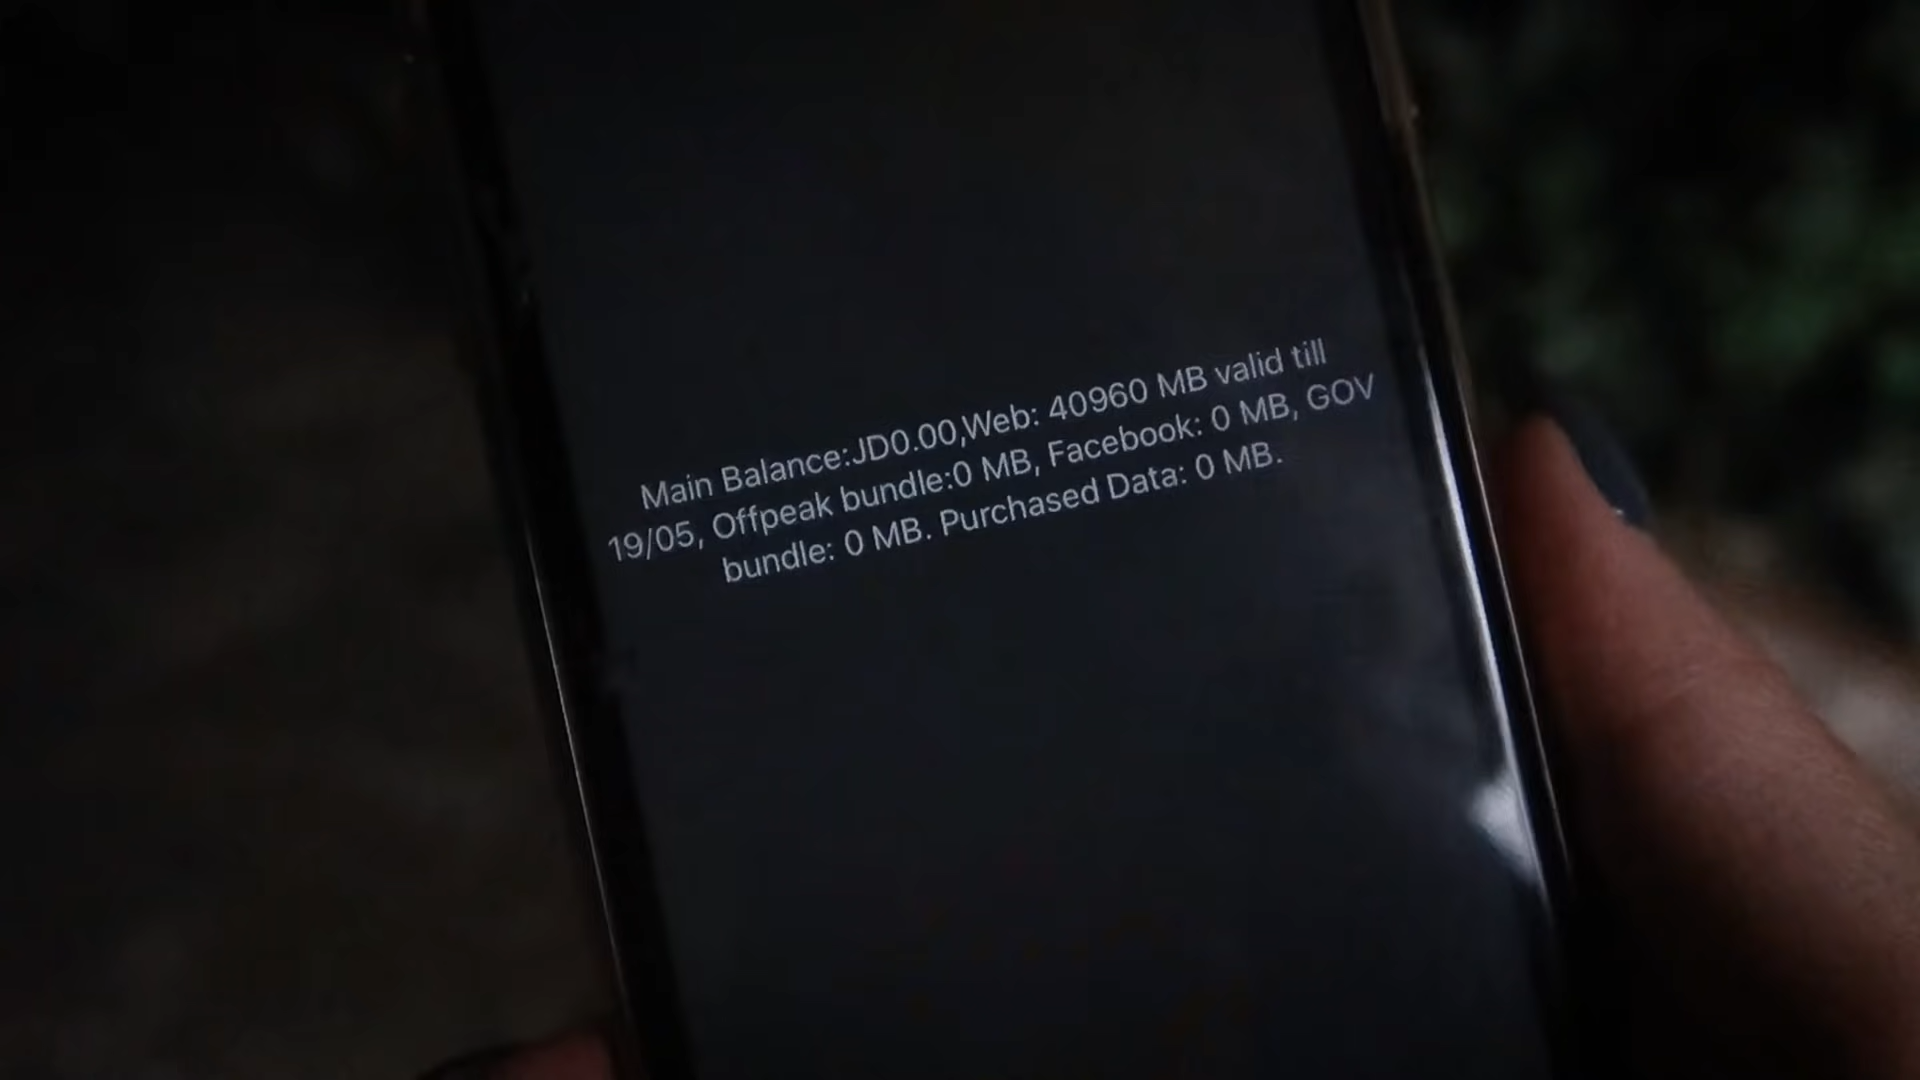 Main Balance:JD0.00,Web: 40960 MB valid till
19/05, Offpeak bundle:0 MB, Facebook: 0 MB, GOV
bundle: 0 MB. Purchased Data: 0 MB.